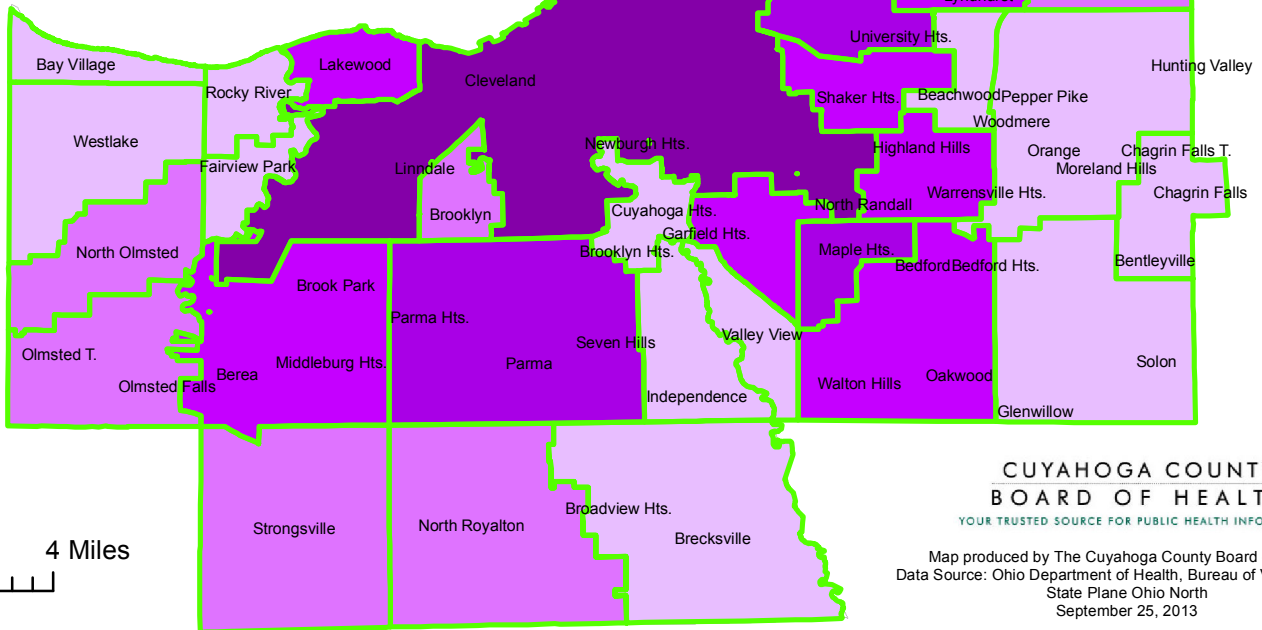 Lyndhurst
University Hts.
Bay Village
Lakewood
Cleveland
Hunting Valley
Rocky River
Shaker Hts.
Beachwood
Pepper Pike
Woodmere
Westlake
Newburgh Hts.
Highland Hills
Orange
Chagrin Falls T.
Fairview Park
Linndale
Moreland Hills
Warrensville Hts.
Chagrin Falls
Brooklyn
Cuyahoga Hts.
North Randall
Garfield Hts.
North Olmsted
Brooklyn Hts.
Maple Hts.
Bedford
Bedford Hts.
Bentleyville
Brook Park
Parma Hts.
Valley View
Seven Hills
Olmsted T.
Middleburg Hts.
Parma
Solon
Berea
Olmsted Falls
Walton Hills
Oakwood
Independence
Glenwillow
CUYAHOGA COUNT
BOARD OF HEALT
YOUR TRUSTED SOURCE FOR PUBLIC HEALTH INFO
Broadview Hts.
Strongsville
North Royalton
Brecksville
4 Miles
Map produced by The Cuyahoga County Board
Data Source: Ohio Department of Health, Bureau of V
State Plane Ohio North
September 25, 2013